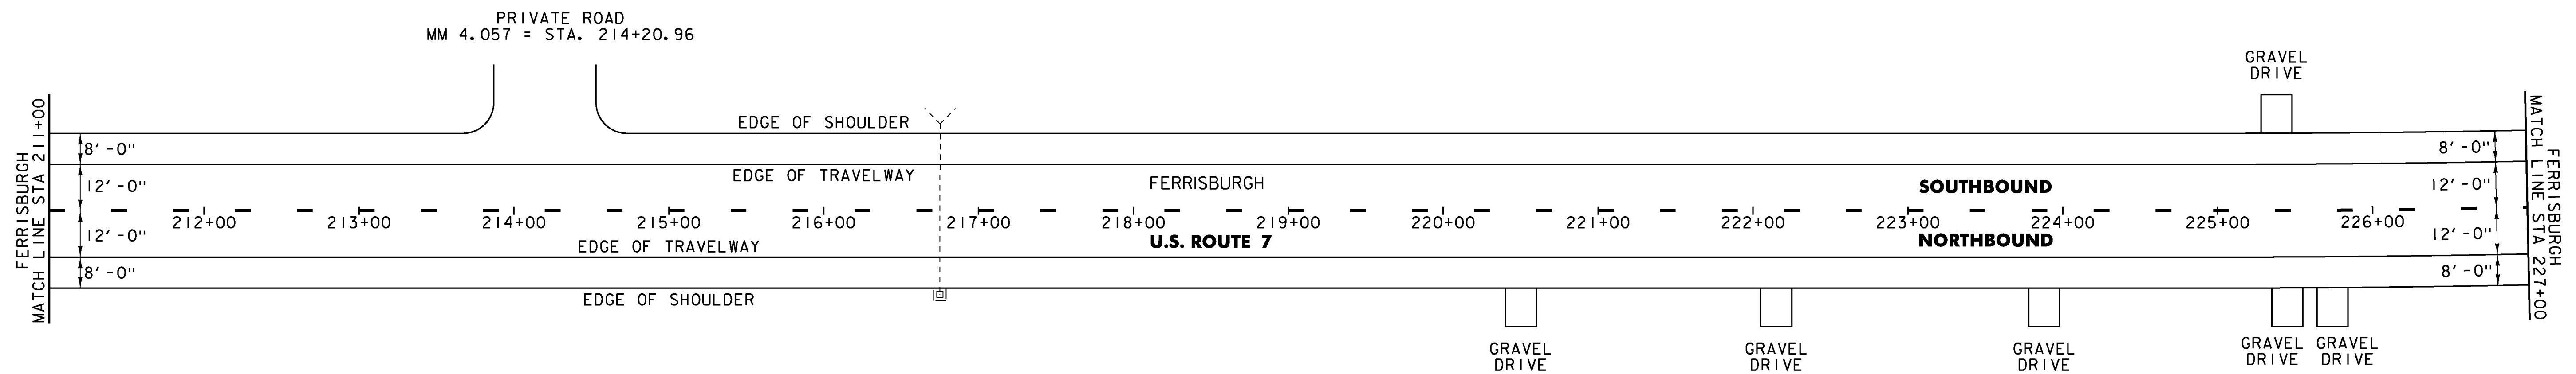 PRIVATE ROAD
MM 4.057 = STA. 214+20.96
GRAVEL
DRIVE
FERRISBURGH
MATCH LINE STA 211+00
8'-0"
12'-0"
12'-0"
8'-0"
EDGE OF SHOULDER
EDGE OF TRAVELWAY
FERRISBURGH
SOUTHBOUND
212+00 213+00 214+00 215+00 216+00 217+00 218+00 219+00 220+00 221+00 222+00 223+00 224+00 225+00 226+00
EDGE OF TRAVELWAY
U.S. ROUTE 7
NORTHBOUND
EDGE OF SHOULDER
8'-0"
12'-0"
12'-0"
8'-0"
MATCH LINE STA 227+00
FERRISBURGH
GRAVEL
DRIVE
GRAVEL
DRIVE
GRAVEL
DRIVE
GRAVEL
DRIVE
GRAVEL
DRIVE